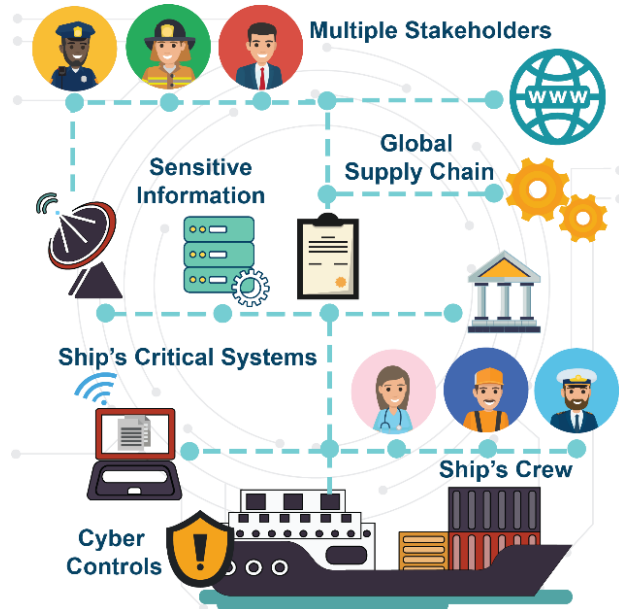 Multiple Stakeholders
WWW
Global
Supply Chain
Sensitive
Information
Ship's Critical Systems
Ship's Crew
Cyber
Controls